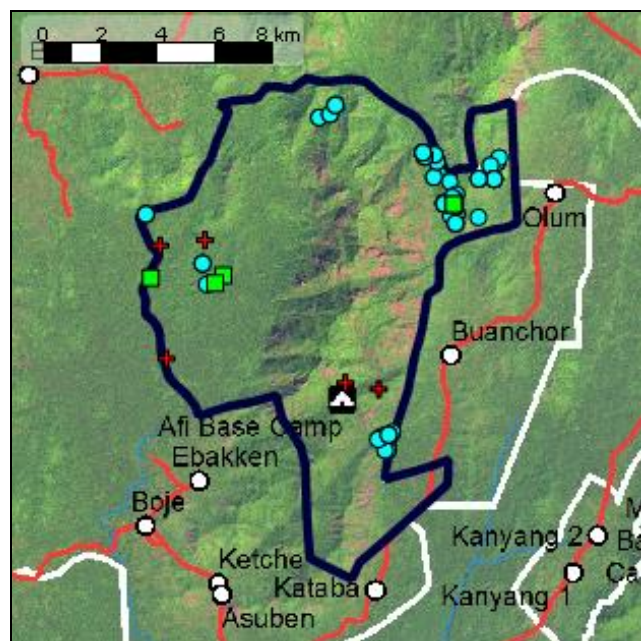 0 2 4 6 8 km
Olum
Buanchor
Afi Base Camp
Ebakken
Boje
Ketche
Asuben
Kataba
Kanyang 2
Kanyang 1